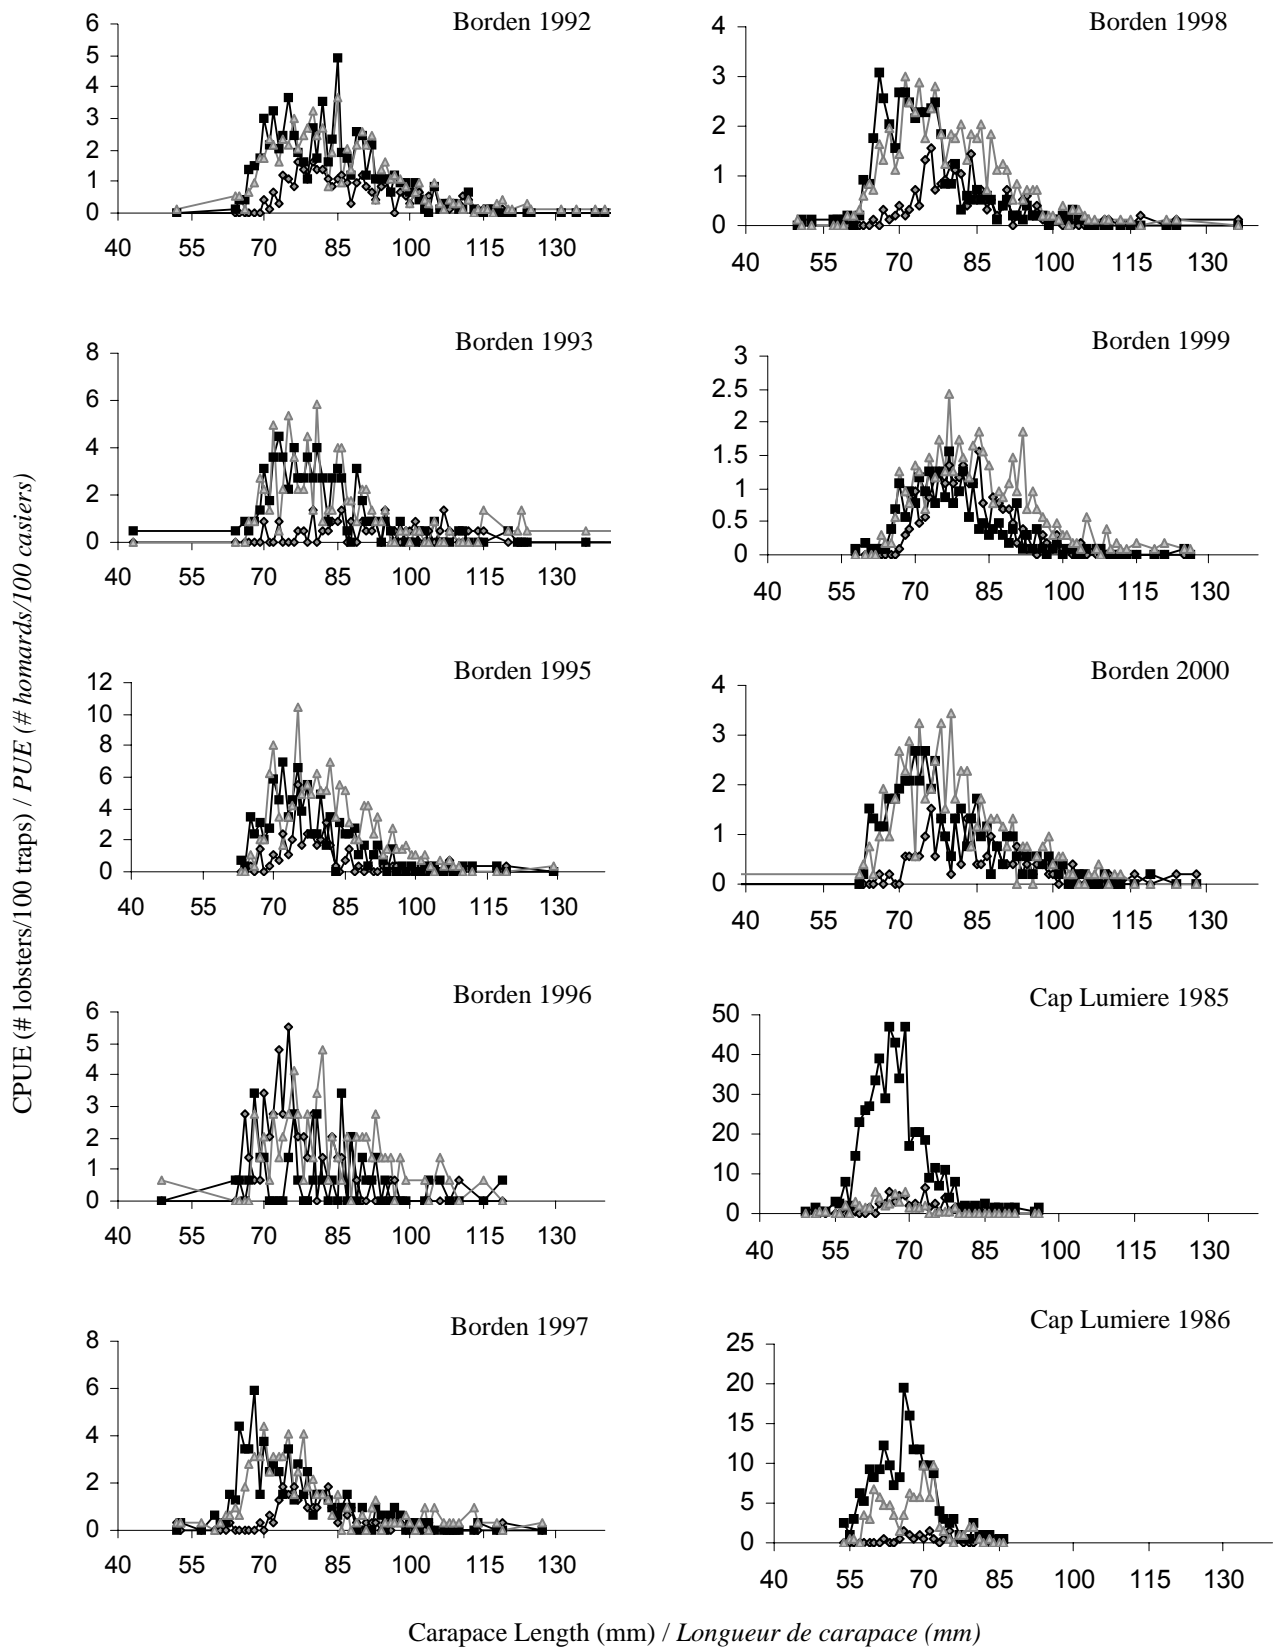 CPUE (# lobsters/100 traps) / PUE (# homards/100 casiers)
Borden 1992
6
5
4
3
2
1
0
40 55 70 85 100 115 130
Borden 1993
8
6
4
2
0
40 55 70 85 100 115 130
Borden 1995
12
10
8
6
4
2
0
40 55 70 85 100 115 130
Borden 1996
6
5
4
3
2
1
0
40 55 70 85 100 115 130
Borden 1997
8
6
4
2
0
40 55 70 85 100 115 130
Borden 1998
4
3
2
1
0
40 55 70 85 100 115 130
Borden 1999
3
2.5
2
1.5
1
0.5
0
40 55 70 85 100 115 130
Borden 2000
4
3
2
1
0
40 55 70 85 100 115 130
Cap Lumiere 1985
50
40
30
20
10
0
40 55 70 85 100 115 130
Cap Lumiere 1986
25
20
15
10
5
0
40 55 70 85 100 115 130
Carapace Length (mm) / Longueur de carapace (mm)